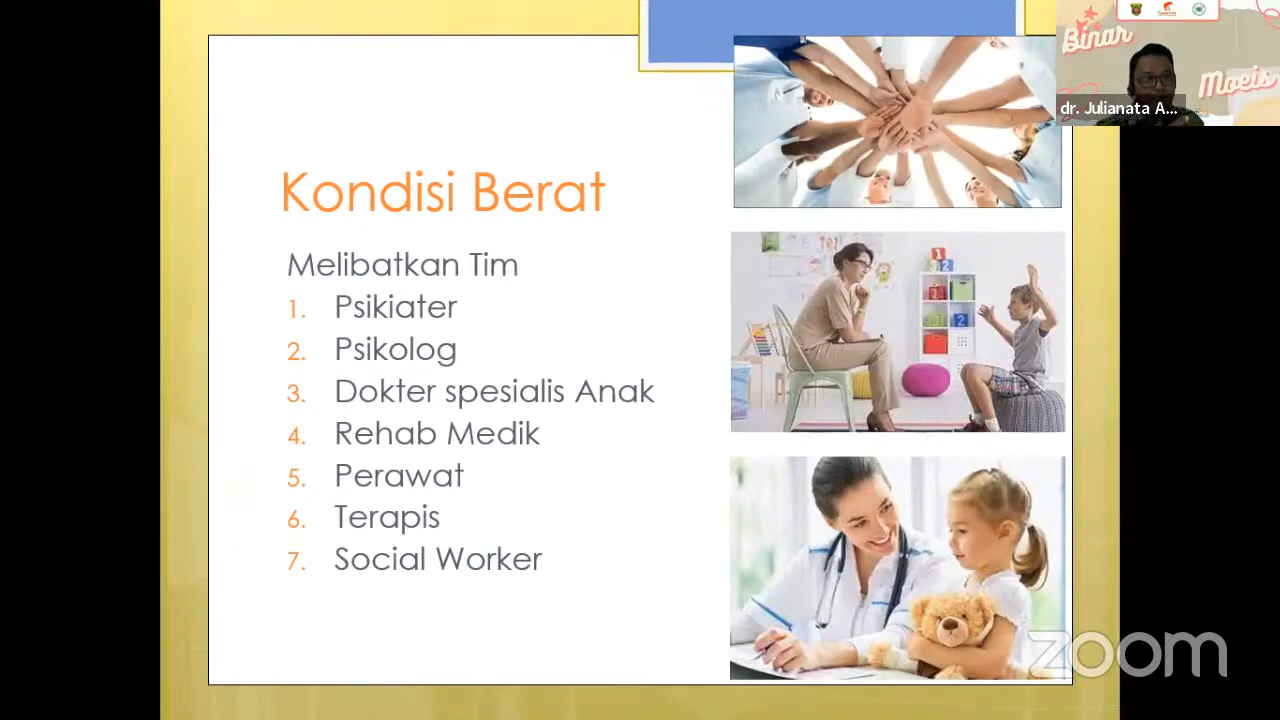 Binar
Moeis
dr. Julianata A...
Kondisi Berat
Melibatkan Tim
1. Psikiater
2. Psikolog
3. Dokter spesialis Anak
4. Rehab Medik
5. Perawat
6. Terapis
7. Social Worker
zoom